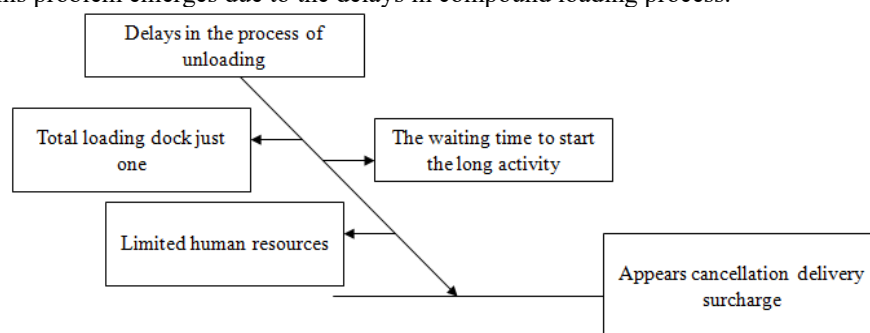 his problem emerges due to the delays in compound loading process.
Delays in the process of
unloading
Total loading dock just
one
The waiting time to start
the long activity
Limited human resources
Appears cancellation delivery
surcharge